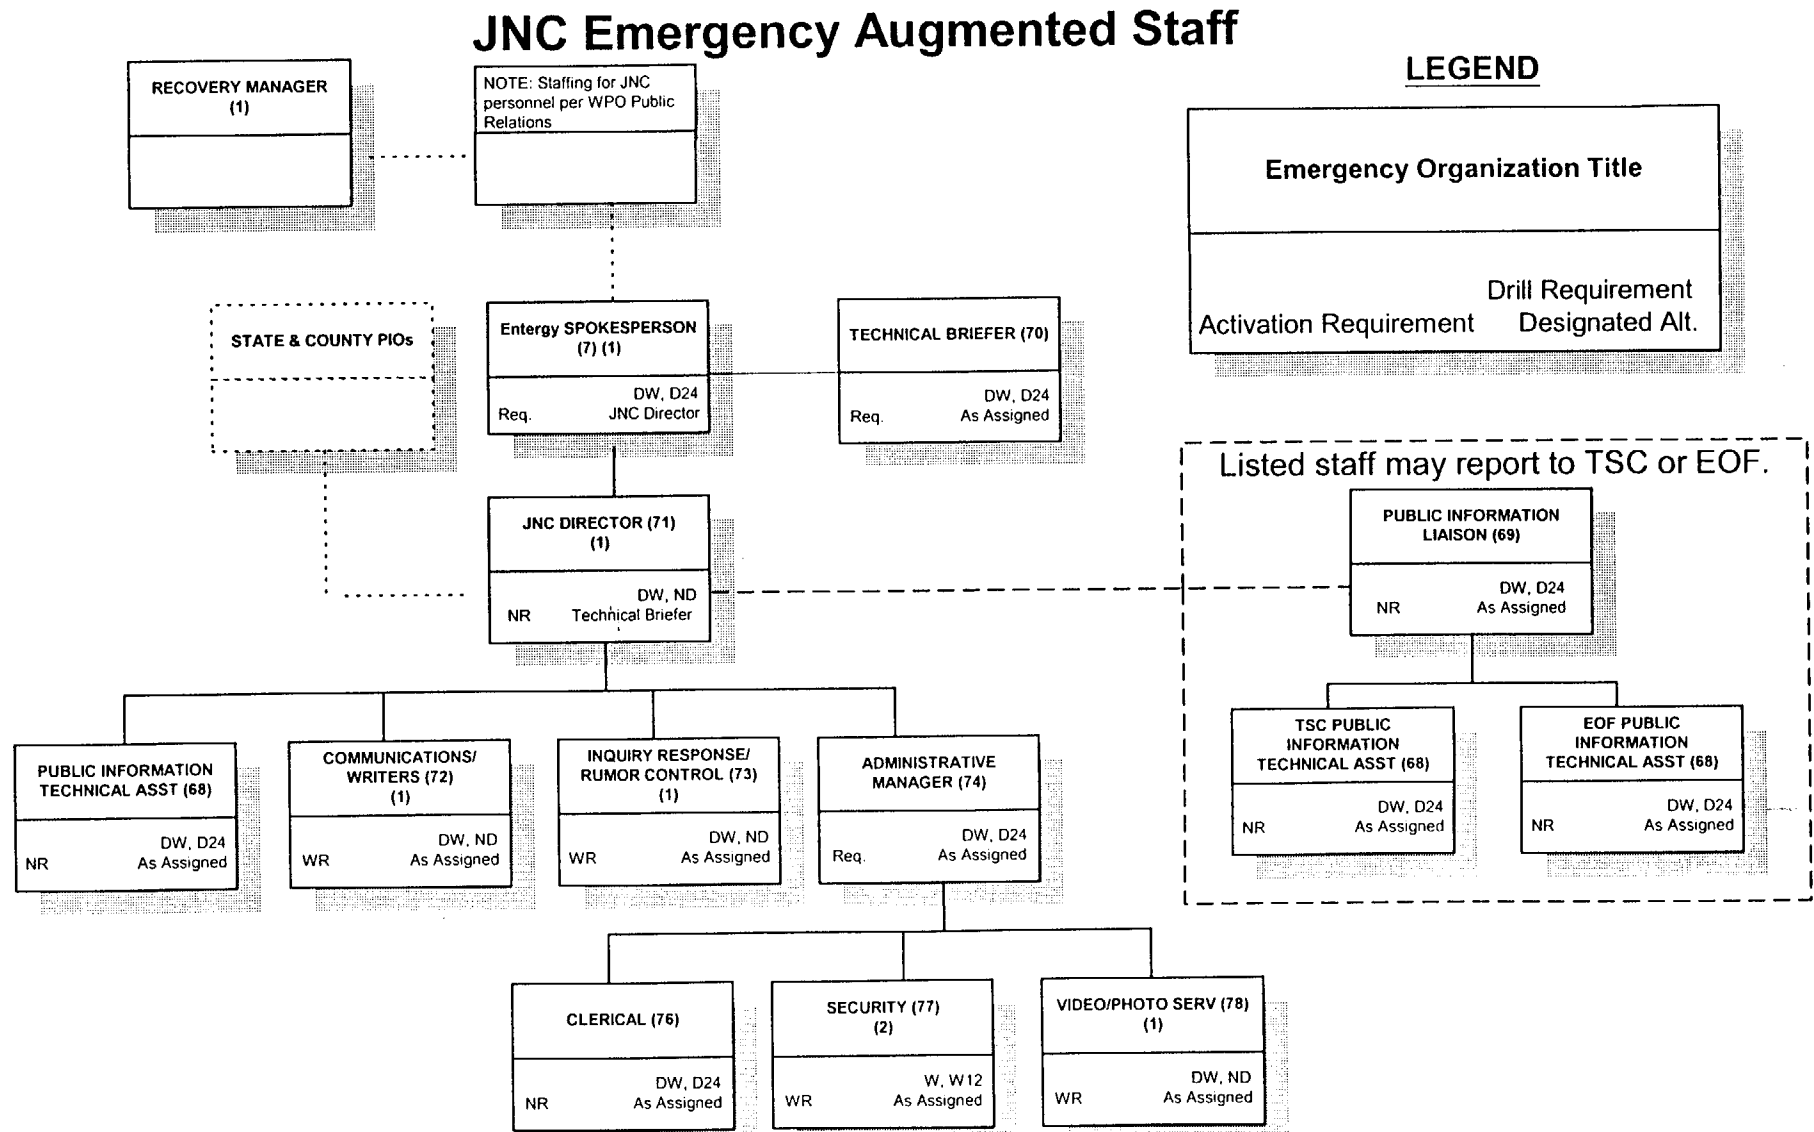 JNC Emergency Augmented Staff
RECOVERY MANAGER
(1)
NOTE: Staffing for JNC
personnel per WPO Public
Relations
LEGEND
Emergency Organization Title
Drill Requirement
Activation Requirement Designated Alt.
STATE & COUNTY PIOs
Entergy SPOKESPERSON
(7) (1)
DW, D24
Req. JNC Director
TECHNICAL BRIEFER (70)
DW, D24
Req. As Assigned
JNC DIRECTOR (71)
(1)
DW, ND
NR Technical Briefer
Listed staff may report to TSC or EOF.
PUBLIC INFORMATION
LIAISON (69)
DW, D24
NR As Assigned
PUBLIC INFORMATION
TECHNICAL ASST (68)
DW, D24
NR As Assigned
COMMUNICATIONS/
WRITERS (72)
(1)
DW, ND
WR As Assigned
INQUIRY RESPONSE/
RUMOR CONTROL (73)
(1)
DW, ND
WR As Assigned
ADMINISTRATIVE
MANAGER (74)
DW, D24
Req. As Assigned
TSC PUBLIC
INFORMATION
TECHNICAL ASST (68)
DW, D24
NR As Assigned
EOF PUBLIC
INFORMATION
TECHNICAL ASST (68)
DW, D24
NR As Assigned
CLERICAL (76)
DW, D24
NR As Assigned
SECURITY (77)
(2)
W, W12
WR As Assigned
VIDEO/PHOTO SERV (78)
(1)
DW, ND
WR As Assigned